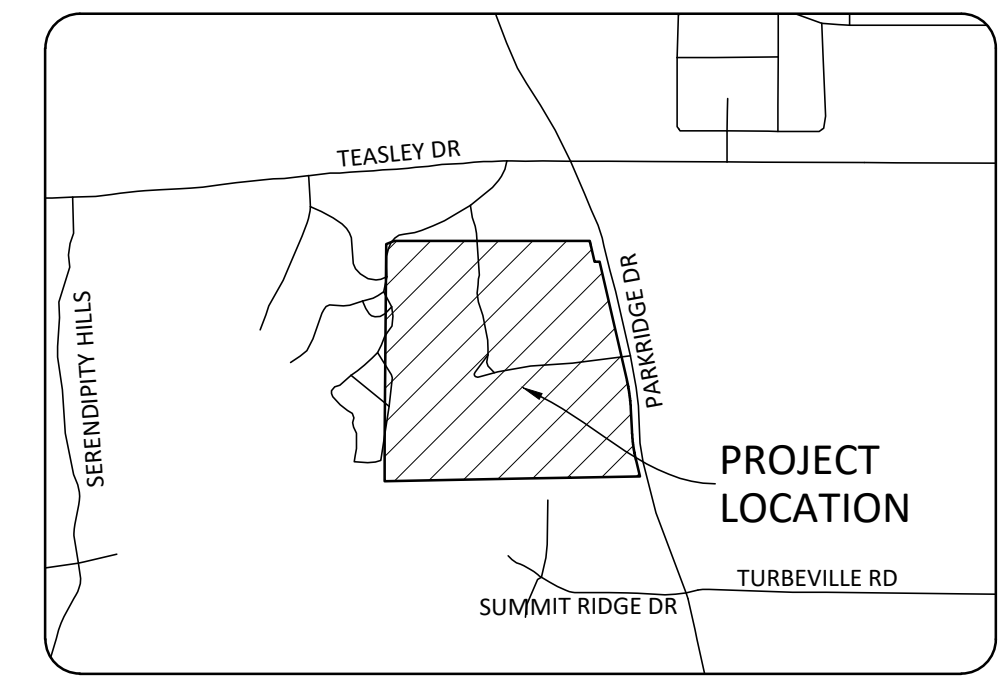 TEASLEY DR
SERENDIPITY HILLS
PARKRIDGE DR
PROJECT
LOCATION
TURBEVILLE RD
SUMMIT RIDGE DR